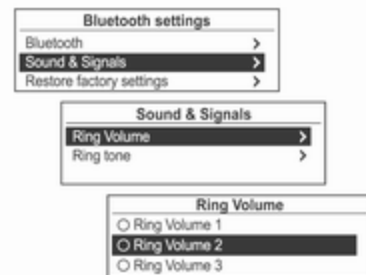 Bluetooth settings
Bluetooth
Sound & Signals
Restore factory settings
Sound & Signals
Ring Volume
Ring tone
Ring Volume
Ring Volume 1
Ring Volume 2
Ring Volume 3